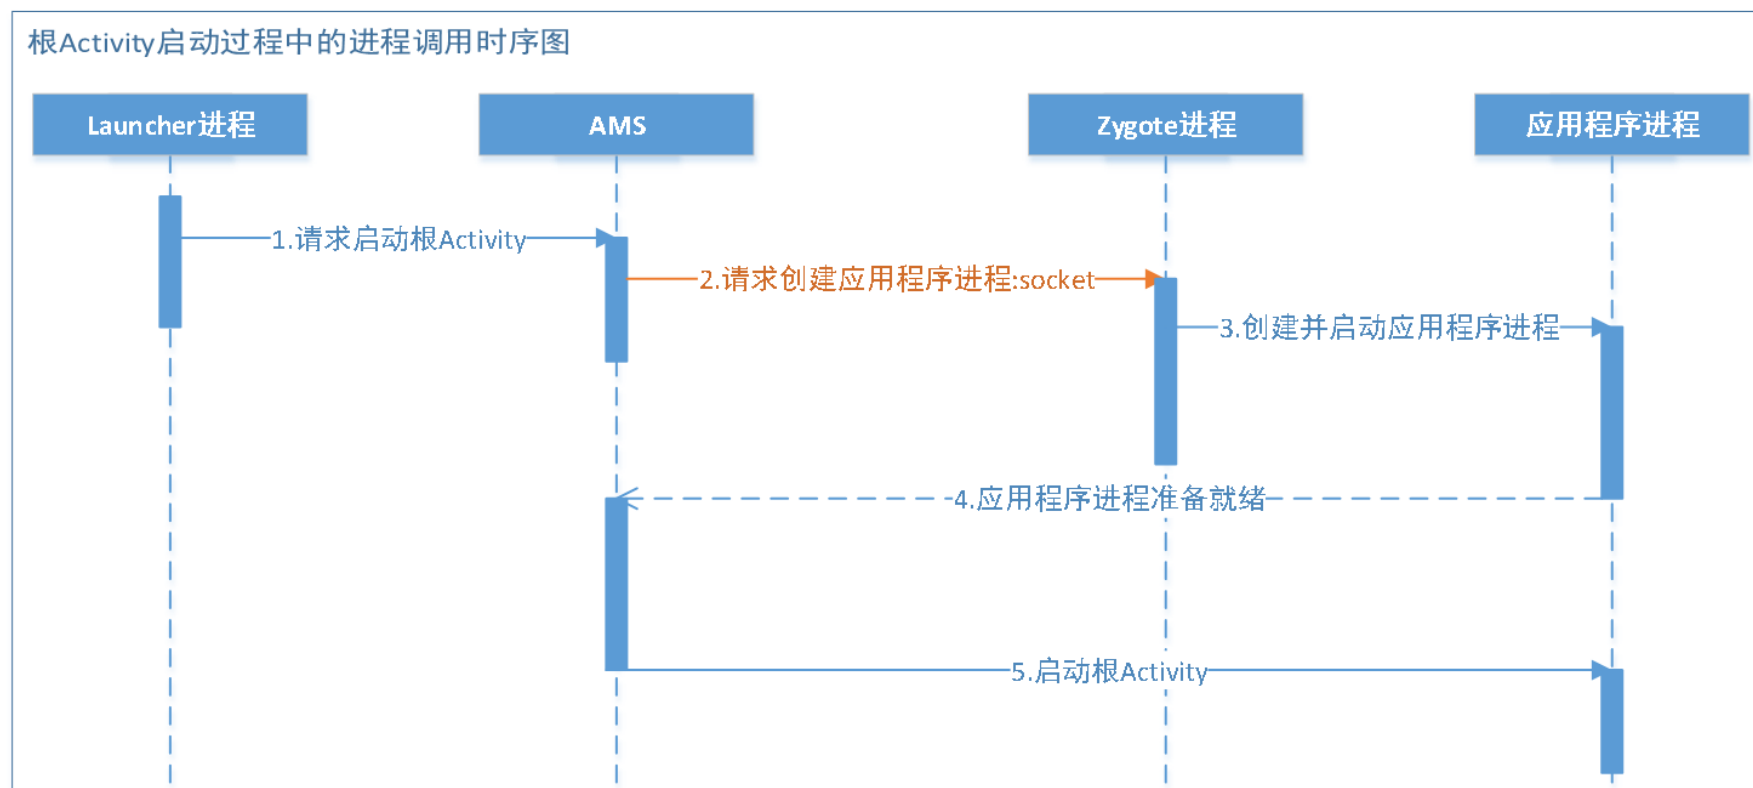 根Activity启动过程中的进程调用时序图
Launcher进程
AMS
Zygote进程
应用程序进程
1.请求启动根Activity
2.请求创建应用程序进程:socket
3.创建并启动应用程序进程
4.应用程序进程准备就绪
5.启动根Activity